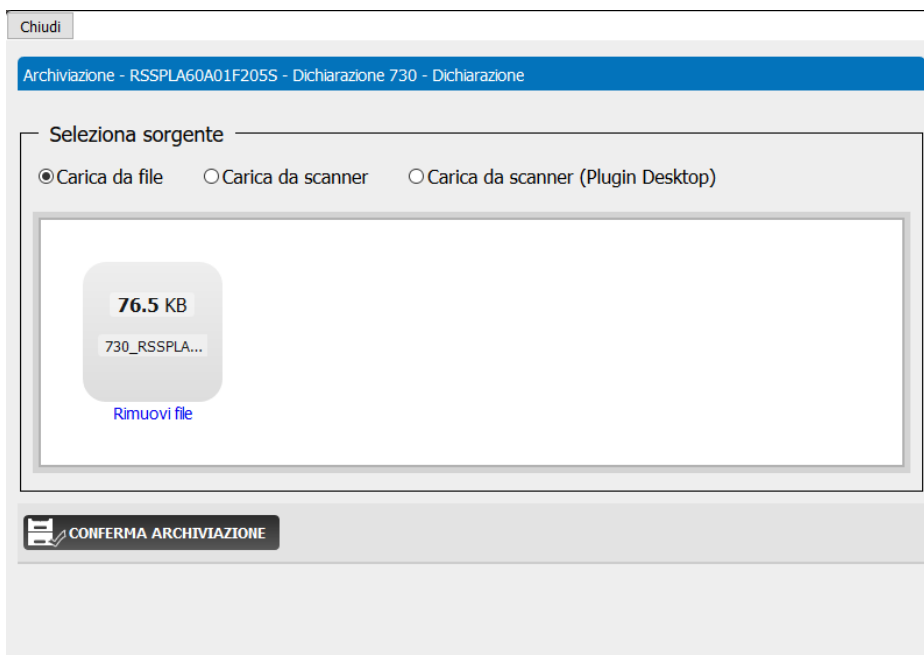 Chiudi
Archiviazione - RSSPLA60A01F205S - Dichiarazione 730 - Dichiarazione
Seleziona sorgente
Carica da file Carica da scanner Carica da scanner (Plugin Desktop)
76.5 KB
730_RSSPLA...
Rimuovi file
CONFERMA ARCHIVIAZIONE